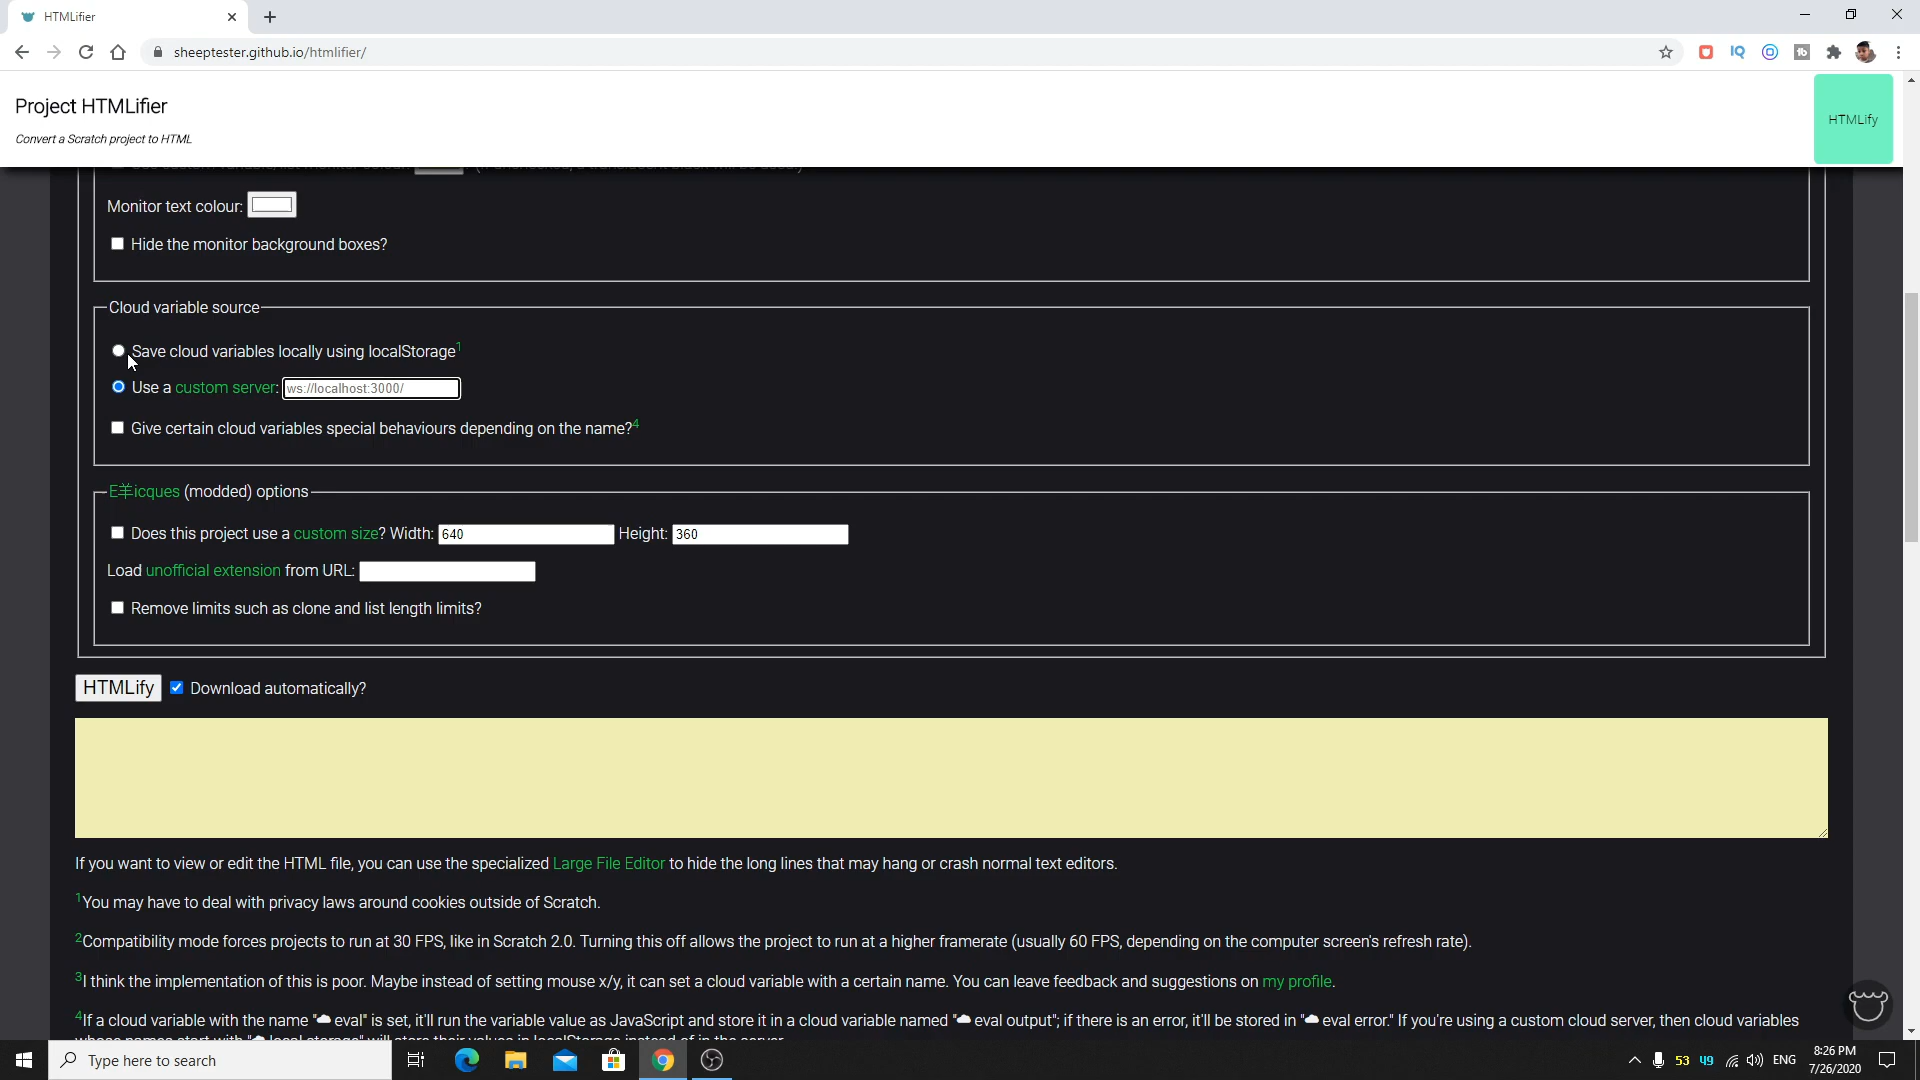 HTMLifier
sheeptester.github.io/htmlifier/
Project HTMLifier
Convert a Scratch project to HTML
HTMLify
Monitor text colour:
Hide the monitor background boxes?
Cloud variable source
Save cloud variables locally using localStorage1
Use a custom server: ws://localhost:3000/
Give certain cloud variables special behaviours depending on the name?4
E羊icques (modded) options
Does this project use a custom size? Width: 640 Height: 360
Load unofficial extension from URL:
Remove limits such as clone and list length limits?
HTMLify Download automatically?
If you want to view or edit the HTML file, you can use the specialized Large File Editor to hide the long lines that may hang or crash normal text editors.
1You may have to deal with privacy laws around cookies outside of Scratch.
2Compatibility mode forces projects to run at 30 FPS, like in Scratch 2.0. Turning this off allows the project to run at a higher framerate (usually 60 FPS, depending on the computer screen's refresh rate).
3I think the implementation of this is poor. Maybe instead of setting mouse x/y, it can set a cloud variable with a certain name. You can leave feedback and suggestions on my profile.
4If a cloud variable with the name "☁ eval" is set, it'll run the variable value as JavaScript and store it in a cloud variable named "☁ eval output"; if there is an error, it'll be stored in "☁ eval error." If you're using a custom cloud server, then cloud variables
Type here to search
53 49 ENG
8:26 PM
7/26/2020